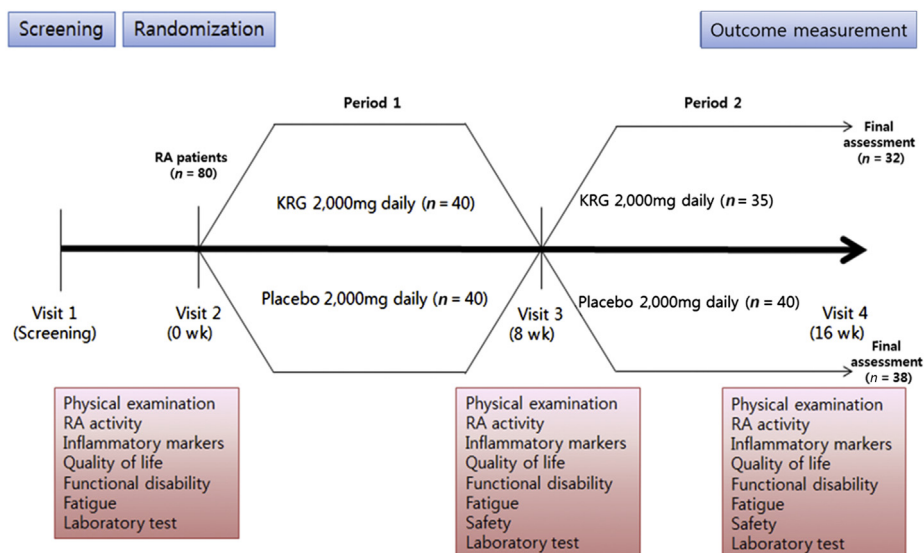 Screening
Randomization
Outcome measurement
Period 1
Period 2
Final
assessment
(n = 32)
RA patients
(n = 80)
KRG 2,000mg daily (n = 40)
KRG 2,000mg daily (n = 35)
Placebo 2,000mg daily (n = 40)
Placebo 2,000mg daily (n = 40)
Visit 1
(Screening)
Visit 2
(0 wk)
Visit 3
(8 wk)
Visit 4
(16 wk)
Final
assessment
(n = 38)
Physical examination
RA activity
Inflammatory markers
Quality of life
Functional disability
Fatigue
Laboratory test
Physical examination
RA activity
Inflammatory markers
Quality of life
Functional disability
Fatigue
Safety
Laboratory test
Physical examination
RA activity
Inflammatory markers
Quality of life
Functional disability
Fatigue
Safety
Laboratory test